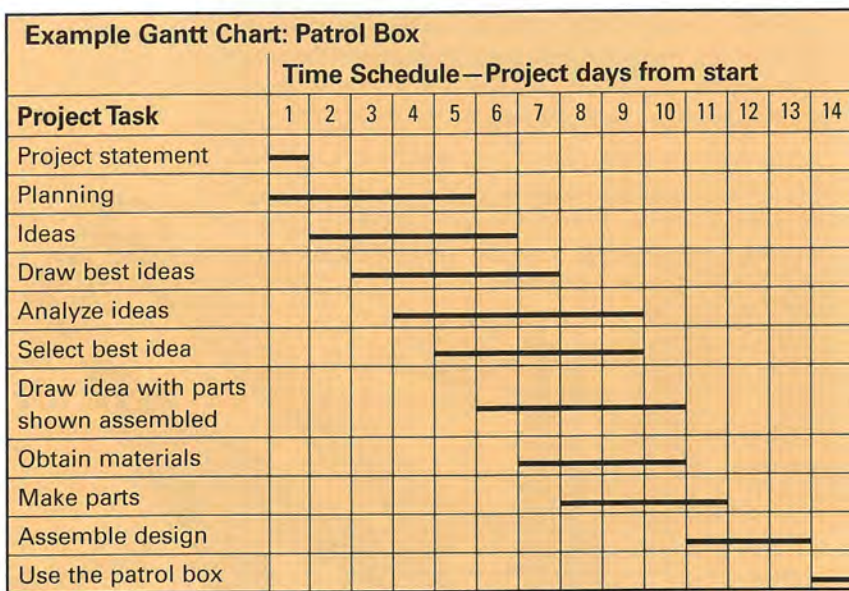 Example Gantt Chart: Patrol Box
Time Schedule—Project days from start
Project Task 1 2 3 4 5 6 7 8 9 10 11 12 13 14
Project statement
Planning
Ideas
Draw best ideas
Analyze ideas
Select best idea
Draw idea with parts
shown assembled
Obtain materials
Make parts
Assemble design
Use the patrol box